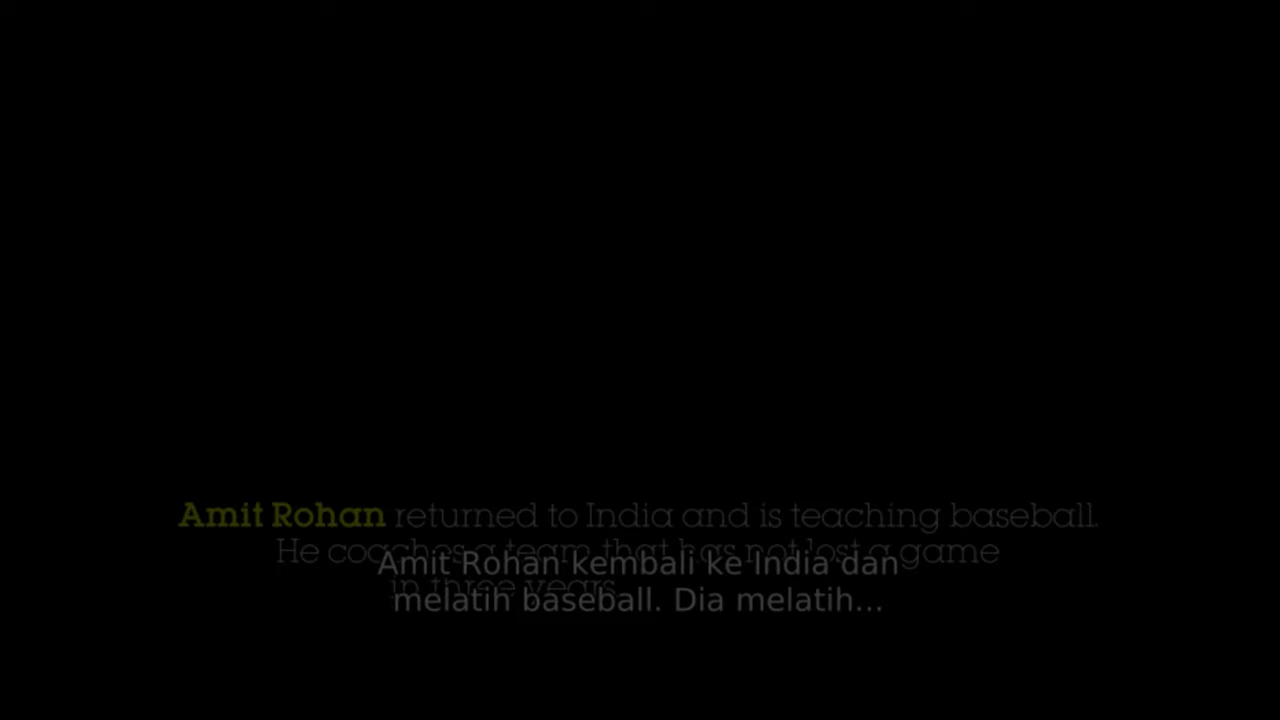 Amit Rohan returned to India and is teaching baseball.
He coaches a team that has not lost a game
in three years
Amit Rohan kembali ke India dan
melatih baseball. Dia melatih...